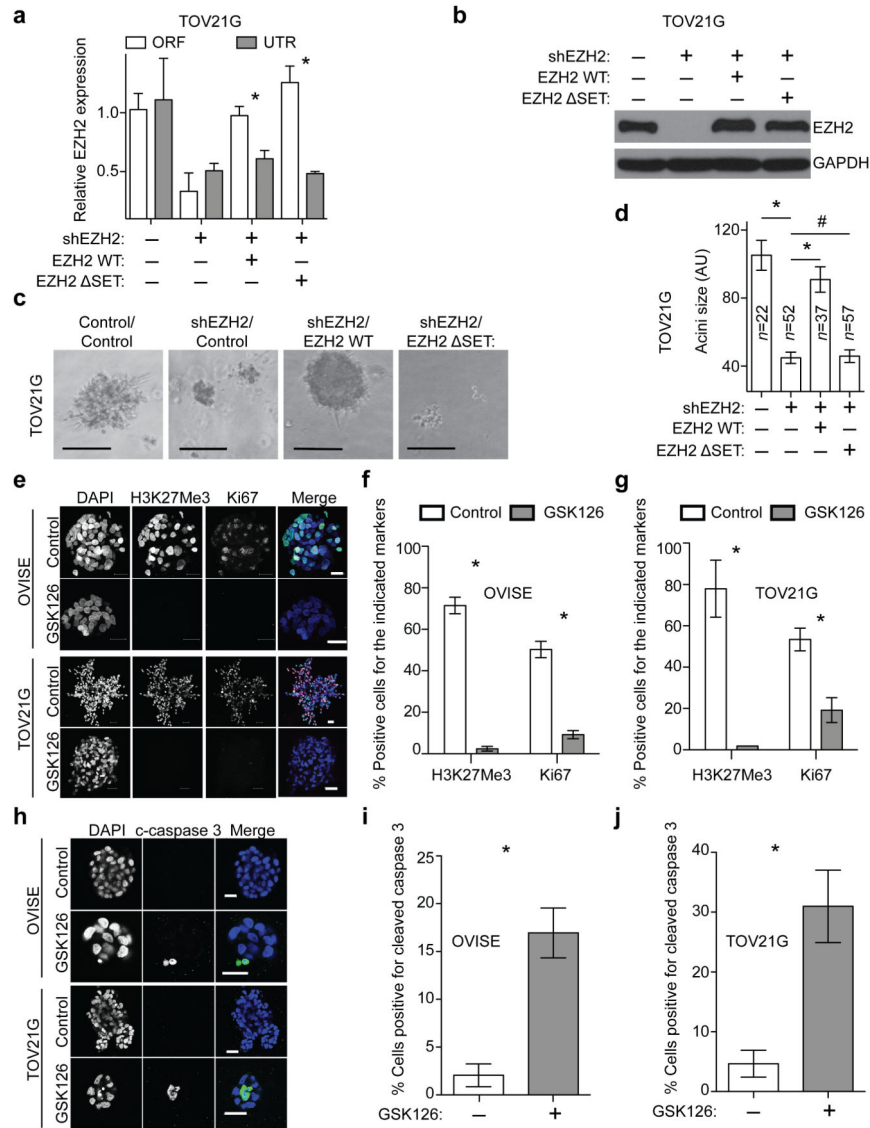 a
TOV21G
ORF UTR
Relative EZH2 expression
1.0
0.5
* *
shEZH2: – + + +
EZH2 WT: – – + –
EZH2 ΔSET: – – – +
b
TOV21G
shEZH2: – + + +
EZH2 WT: – – + –
EZH2 ΔSET: – – – +
EZH2
GAPDH
c
Control/ Control
shEZH2/ Control
shEZH2/ EZH2 WT
shEZH2/ EZH2 ΔSET:
TOV21G
d
TOV21G
Acini size (AU)
120
80
40
* # *
n=22 n=52 n=37 n=57
shEZH2: – + + +
EZH2 WT: – – + –
EZH2 ΔSET: – – – +
e
DAPI H3K27Me3 Ki67 Merge
OVISE
Control
GSK126
TOV21G
Control
GSK126
f
Control GSK126
% Positive cells for the indicated markers
100
80
60
40
20
0
* OVISE *
H3K27Me3 Ki67
g
Control GSK126
% Positive cells for the indicated markers
100
80
60
40
20
0
* TOV21G *
H3K27Me3 Ki67
h
DAPI c-caspase 3 Merge
OVISE
Control
GSK126
TOV21G
Control
GSK126
i
% Cells positive for cleaved caspase 3
25
20
15
10
5
0
*
OVISE
GSK126: – +
j
% Cells positive for cleaved caspase 3
40
30
20
10
0
*
TOV21G
GSK126: – +